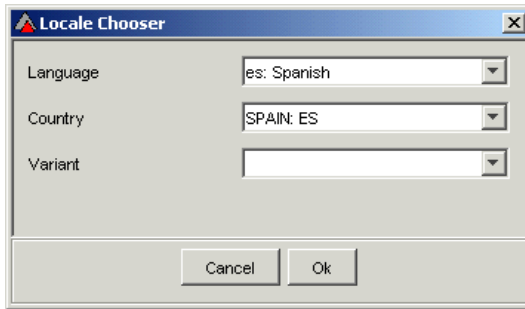 Locale Chooser
Language es: Spanish
Country SPAIN: ES
Variant
Cancel Ok